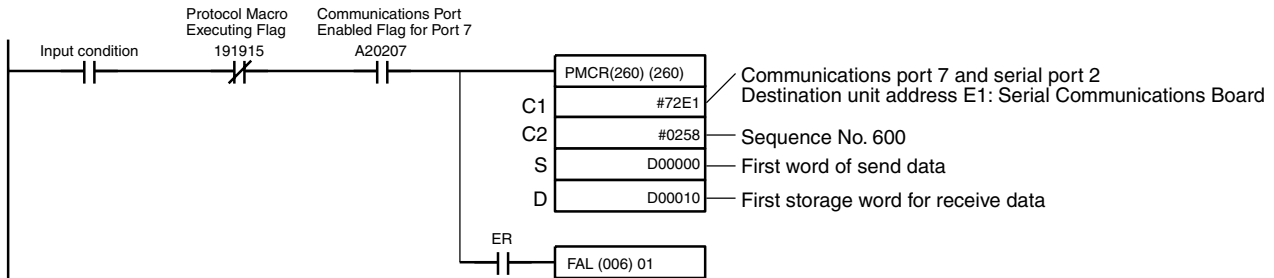 Protocol Macro
Executing Flag
191915
Communications Port
Enabled Flag for Port 7
A20207
Input condition
PMCR(260) (260)
C1 #72E1
Communications port 7 and serial port 2
Destination unit address E1: Serial Communications Board
C2 #0258 Sequence No. 600
S D00000 First word of send data
D D00010 First storage word for receive data
ER
FAL (006) 01